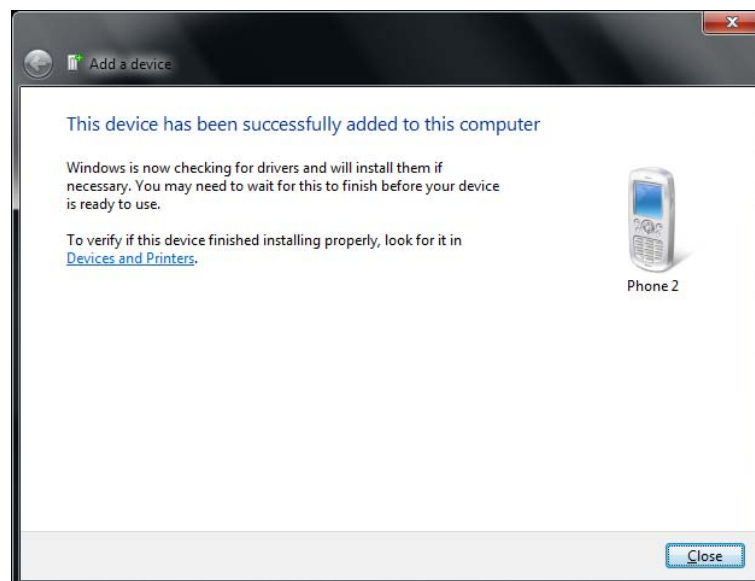 Add a device
This device has been successfully added to this computer
Windows is now checking for drivers and will install them if
necessary. You may need to wait for this to finish before your device
is ready to use.
To verify if this device finished installing properly, look for it in
Devices and Printers.
Phone 2
Close